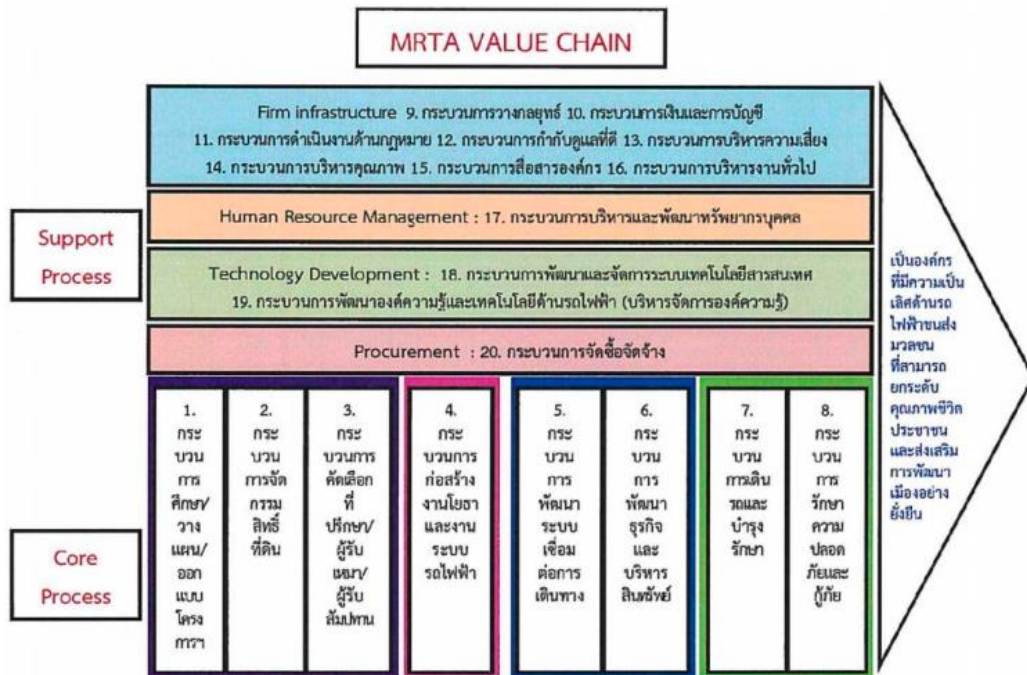 MRTA VALUE CHAIN
Firm infrastructure 9. กระบวนการวางกลยุทธ์ 10. กระบวนการเงินและการบัญชี
11. กระบวนการดำเนินงานด้านกฎหมาย 12. กระบวนการกำกับดูแลที่ดี 13. กระบวนการบริหารความเสี่ยง
14. กระบวนการบริหารคุณภาพ 15. กระบวนการสื่อสารองค์กร 16. กระบวนการบริหารงานทั่วไป
Support
Process
Human Resource Management : 17. กระบวนการบริหารและพัฒนาทรัพยากรบุคคล
Technology Development : 18. กระบวนการพัฒนาและจัดการระบบเทคโนโลยีสารสนเทศ
19. กระบวนการพัฒนาองค์ความรู้และเทคโนโลยีด้านรถไฟฟ้า (บริหารจัดการองค์ความรู้)
Procurement : 20. กระบวนการจัดซื้อจัดจ้าง
Core
Process
1.
กระ
บวน
การ
ศึกษา/
วาง
แผน/
ออก
แบบ
โครง
การฯ
2.
กระ
บวน
การจัด
กรรม
สิทธิ์
ที่ดิน
3.
กระ
บวนการ
คัดเลือก
ที่
ปรึกษา/
ผู้รับ
เหมา/
ผู้รับ
สัมปทาน
4.
กระ
บวนการ
ก่อสร้าง
งานโยธา
และงาน
ระบบ
รถไฟฟ้า
5.
กระ
บวน
การ
พัฒนา
ระบบ
เชื่อม
ต่อการ
เดินทาง
6.
กระ
บวน
การ
พัฒนา
ธุรกิจ
และ
บริหาร
สินทรัพย์
7.
กระ
บวน
การเดิน
รถและ
บำรุง
รักษา
8.
กระ
บวน
การ
รักษา
ความ
ปลอด
ภัยและ
กู้ภัย
เป็นองค์กร
ที่มีความเป็น
เลิศด้านรถ
ไฟฟ้าขนส่ง
มวลชน
ที่สามารถ
ยกระดับ
คุณภาพชีวิต
ประชาชน
และส่งเสริม
การพัฒนา
เมืองอย่าง
ยั่งยืน